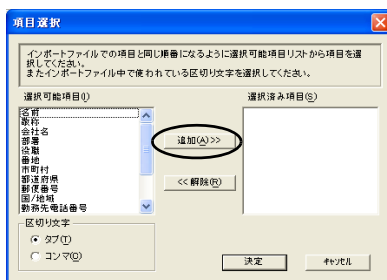 項目選択
インポートファイルでの項目と同じ順番になるように選択可能項目リストから項目を選
択してください。
またインポートファイル中で使われている区切り文字を選択してください。
選択可能項目(I)
選択済み項目(S)
名前
敬称
会社名
部署
役職
番地
市町村
都道府県
郵便番号
国/地域
勤務先電話番号
追加(A)>>
<<解除(R)
区切り文字
タブ(T)
コンマ(O)
決定
キャンセル